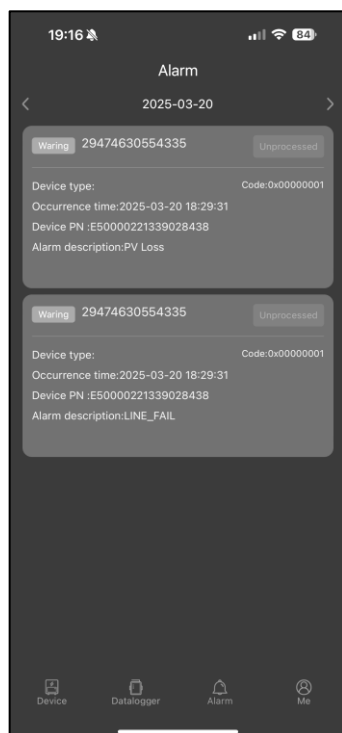 19:16
84
Alarm
2025-03-20
Waring 29474630554335 Unprocessed
Device type: Code:0x00000001
Occurrence time:2025-03-20 18:29:31
Device PN :E50000221339028438
Alarm description:PV Loss
Waring 29474630554335 Unprocessed
Device type: Code:0x00000001
Occurrence time:2025-03-20 18:29:31
Device PN :E50000221339028438
Alarm description:LINE_FAIL
Device Datalogger Alarm Me